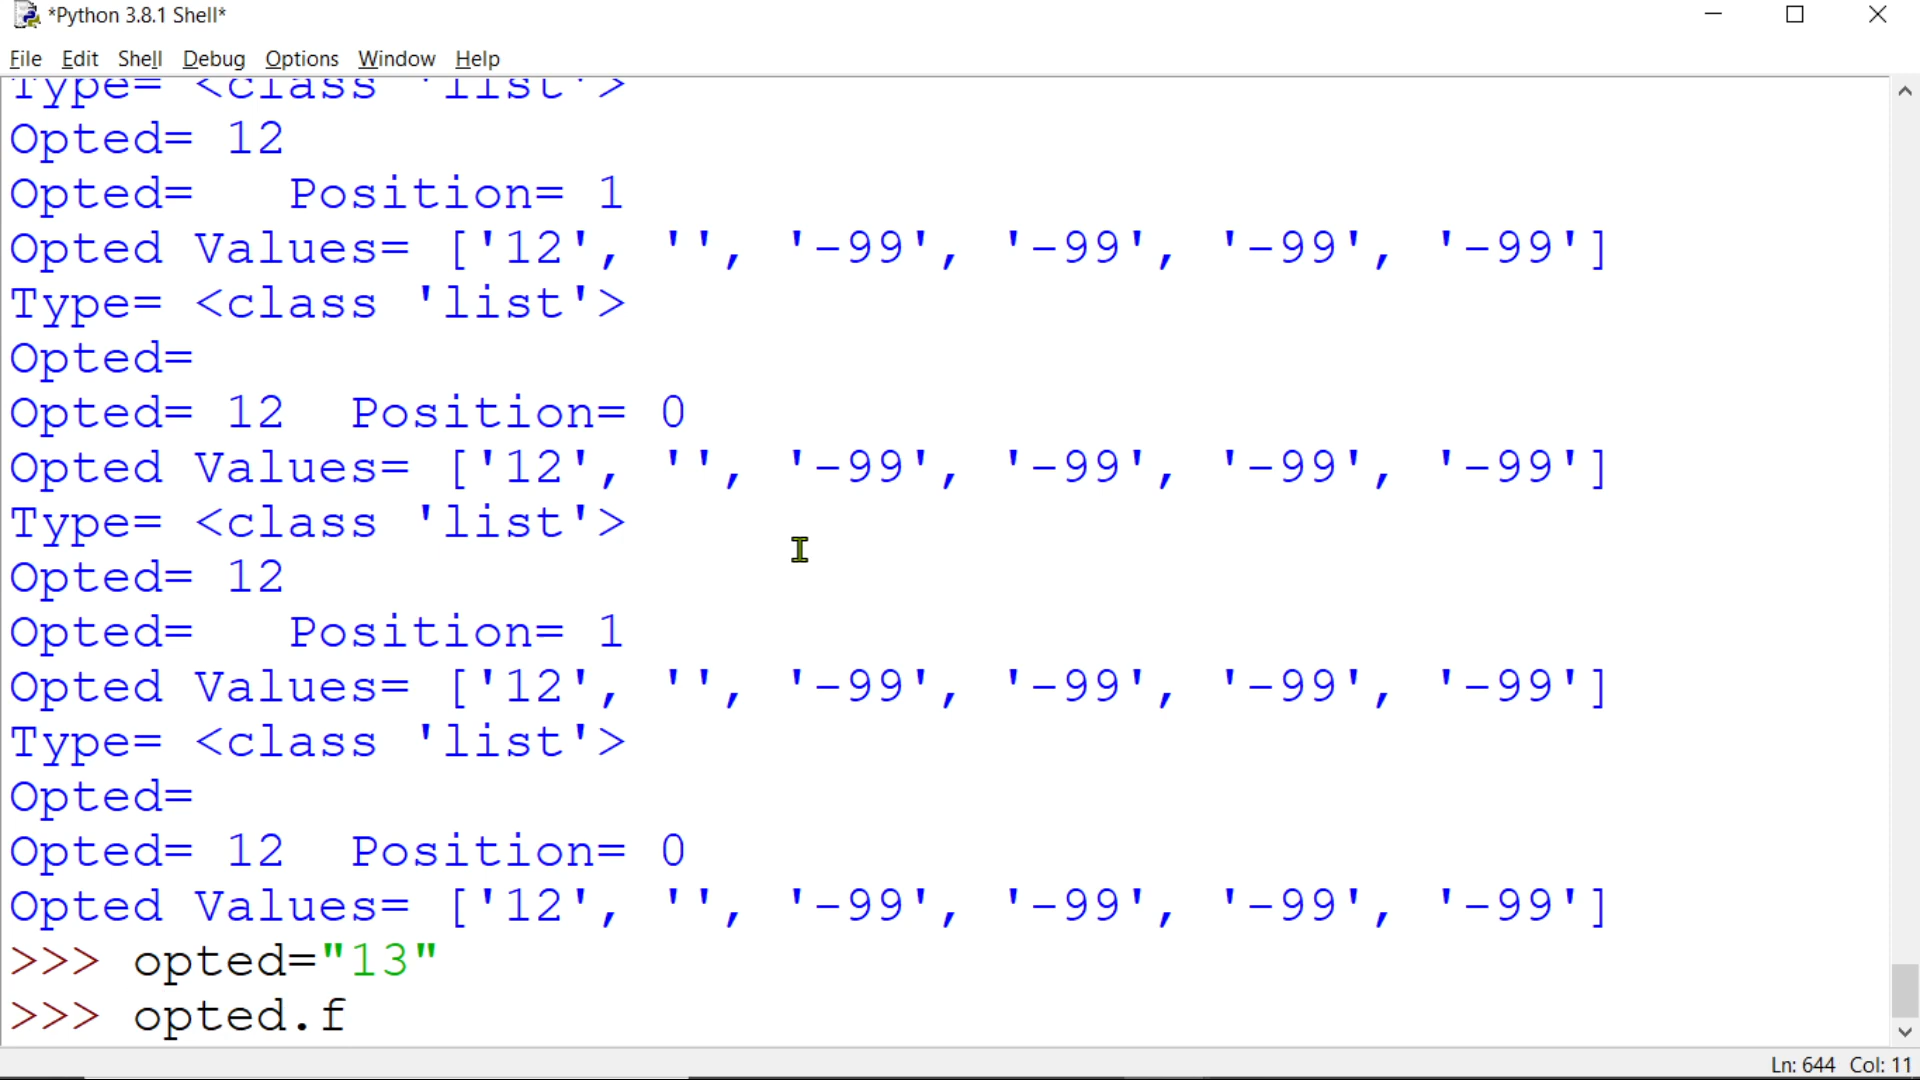 *Python 3.8.1 Shell*
File Edit Shell Debug Options Window Help
Type= <class 'list'>
Opted= 12
Opted=   Position= 1
Opted Values= ['12', '', '-99', '-99', '-99', '-99']
Type= <class 'list'>
Opted=
Opted= 12  Position= 0
Opted Values= ['12', '', '-99', '-99', '-99', '-99']
Type= <class 'list'>
Opted= 12
Opted=   Position= 1
Opted Values= ['12', '', '-99', '-99', '-99', '-99']
Type= <class 'list'>
Opted=
Opted= 12  Position= 0
Opted Values= ['12', '', '-99', '-99', '-99', '-99']
>>> opted="13"
>>> opted.f
Ln: 644 Col: 11